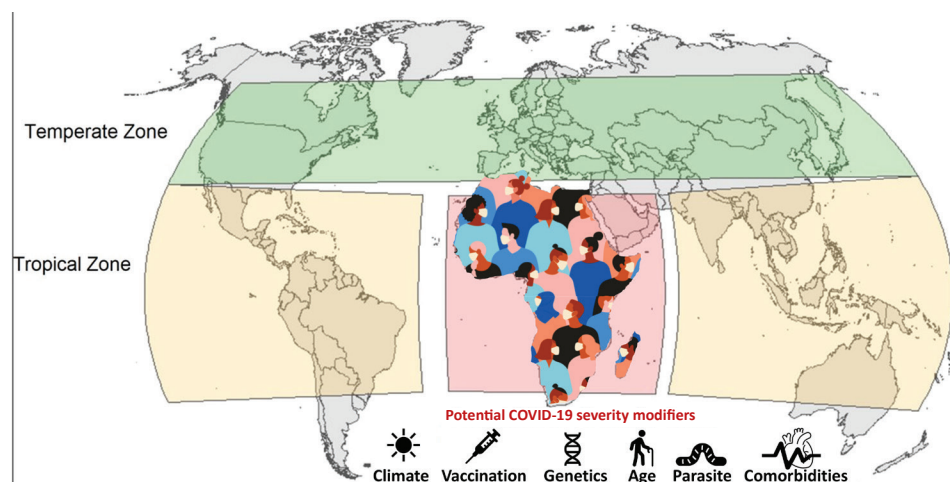 Temperate Zone
Tropical Zone
Potential COVID-19 severity modifiers
Climate Vaccination Genetics Age Parasite Comorbidities